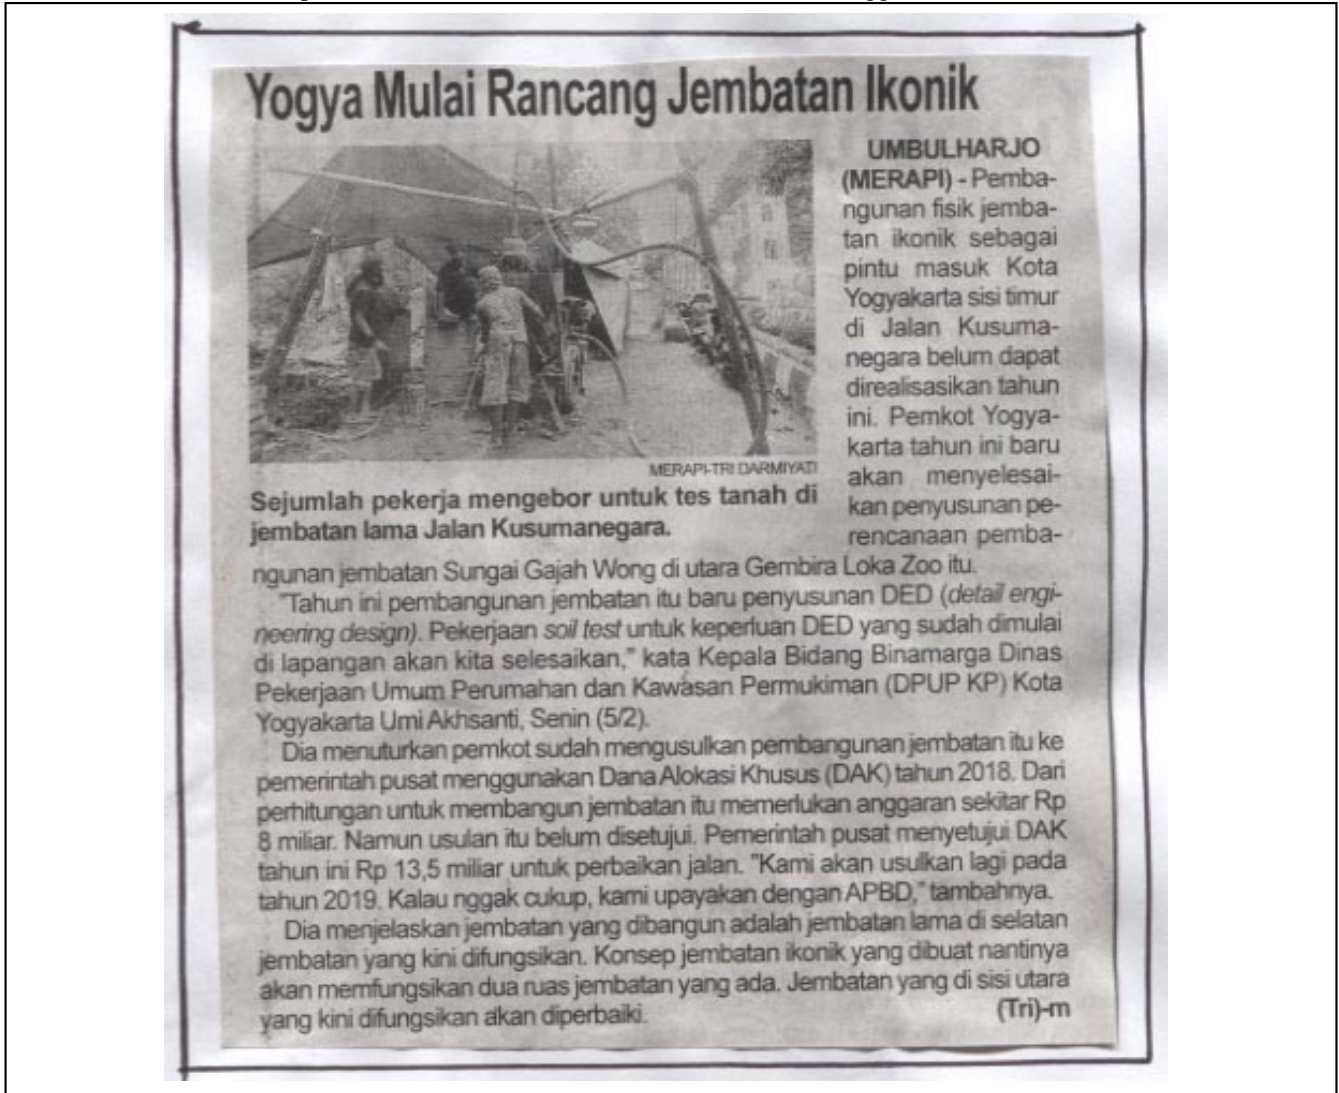 Yogya Mulai Rancang Jembatan Ikonik
UMBULHARJO
(MERAPI) - Pemba-
ngunan fisik jemba-
tan ikonik sebagai
pintu masuk Kota
Yogyakarta sisi timur
di Jalan Kusuma-
negara belum dapat
direalisasikan tahun
ini. Pemkot Yogya-
karta tahun ini baru
akan menyelesai-
kan penyusunan pe-
rencanaan pemba-
MERAPI-TRI DARMIYATI
Sejumlah pekerja mengebor untuk tes tanah di
jembatan lama Jalan Kusumanegara.
ngunan jembatan Sungai Gajah Wong di utara Gembira Loka Zoo itu.
"Tahun ini pembangunan jembatan itu baru penyusunan DED (detail engi-
neering design). Pekerjaan soil test untuk keperluan DED yang sudah dimulai
di lapangan akan kita selesaikan," kata Kepala Bidang Binamarga Dinas
Pekerjaan Umum Perumahan dan Kawasan Permukiman (DPUP KP) Kota
Yogyakarta Umi Akhsanti, Senin (5/2).
Dia menuturkan pemkot sudah mengusulkan pembangunan jembatan itu ke
pemerintah pusat menggunakan Dana Alokasi Khusus (DAK) tahun 2018. Dari
perhitungan untuk membangun jembatan itu memerlukan anggaran sekitar Rp
8 miliar. Namun usulan itu belum disetujui. Pemerintah pusat menyetujui DAK
tahun ini Rp 13,5 miliar untuk perbaikan jalan. "Kami akan usulkan lagi pada
tahun 2019. Kalau nggak cukup, kami upayakan dengan APBD," tambahnya.
Dia menjelaskan jembatan yang dibangun adalah jembatan lama di selatan
jembatan yang kini difungsikan. Konsep jembatan ikonik yang dibuat nantinya
akan memfungsikan dua ruas jembatan yang ada. Jembatan yang di sisi utara
yang kini difungsikan akan diperbaiki. (Tri)-m